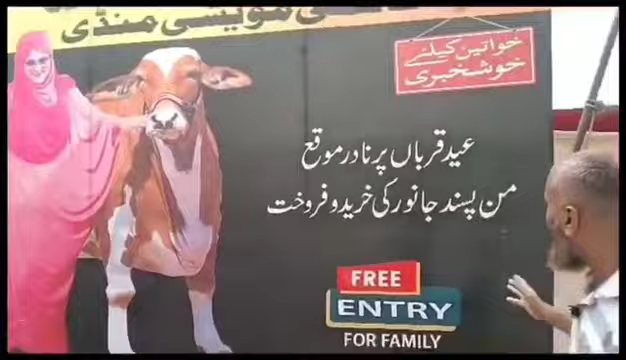 مویشی منڈی
خواتین کیلئے
خوشخبری
عید قرباں پر نادر موقع
من پسند جانور کی خرید و فروخت
FREE
ENTRY
FOR FAMILY